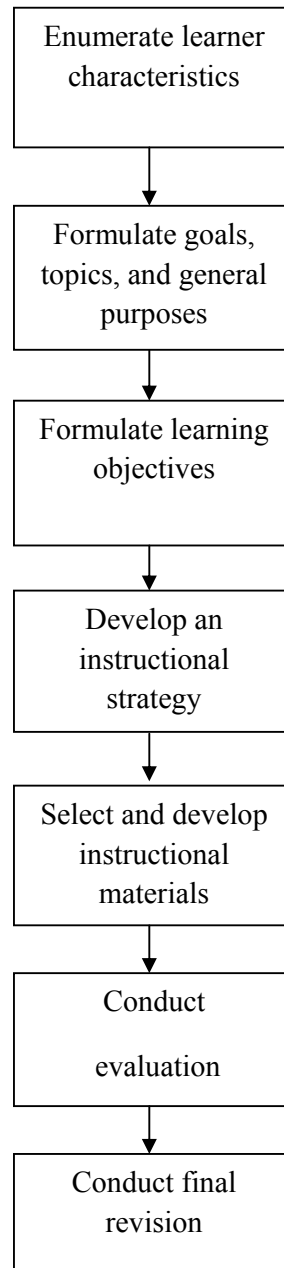 Enumerate learner
characteristics
Formulate goals,
topics, and general
purposes
Formulate learning
objectives
Develop an
instructional
strategy
Select and develop
instructional
materials
Conduct
evaluation
Conduct final
revision